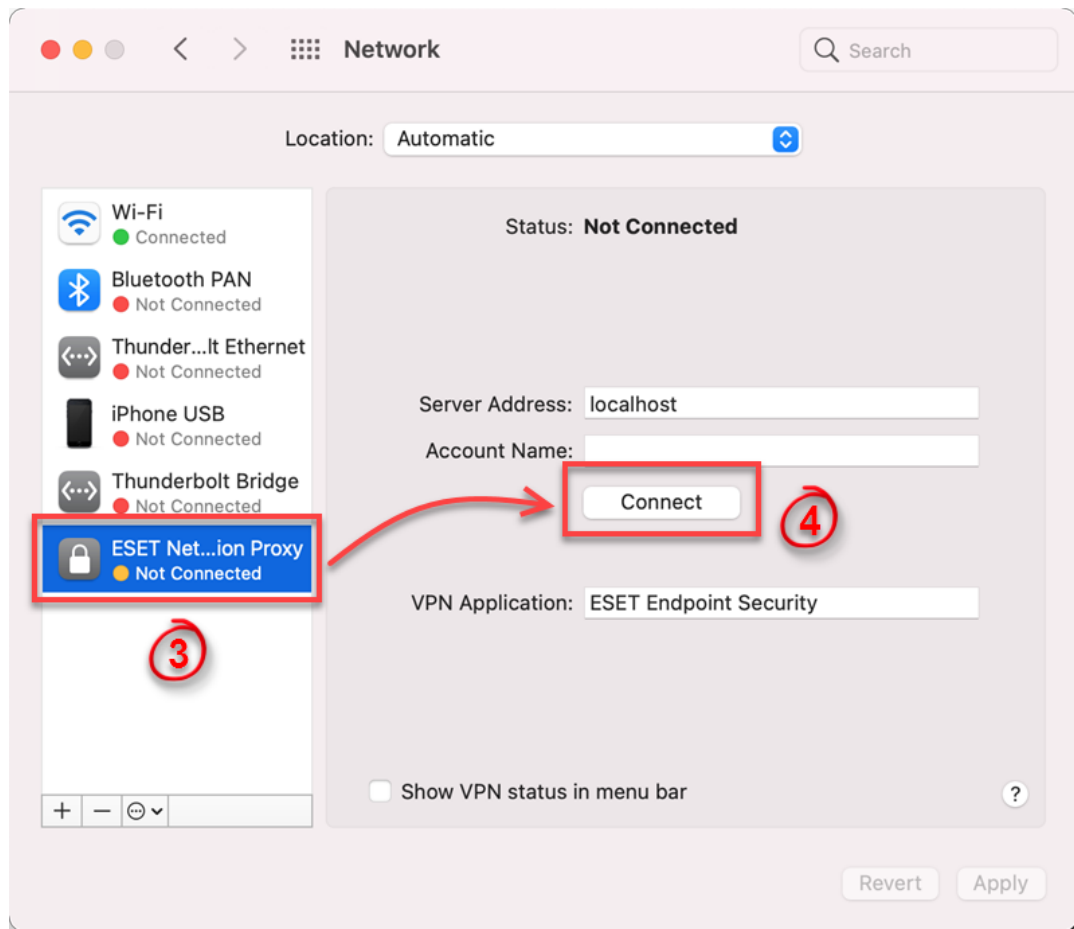 Network
Search
Location: Automatic
Wi-Fi
Connected
Bluetooth PAN
Not Connected
Thunder...lt Ethernet
Not Connected
iPhone USB
Not Connected
Thunderbolt Bridge
Not Connected
ESET Net...ion Proxy
Not Connected
3
Status: Not Connected
Server Address: localhost
Account Name:
Connect
4
VPN Application: ESET Endpoint Security
Show VPN status in menu bar
?
Revert
Apply